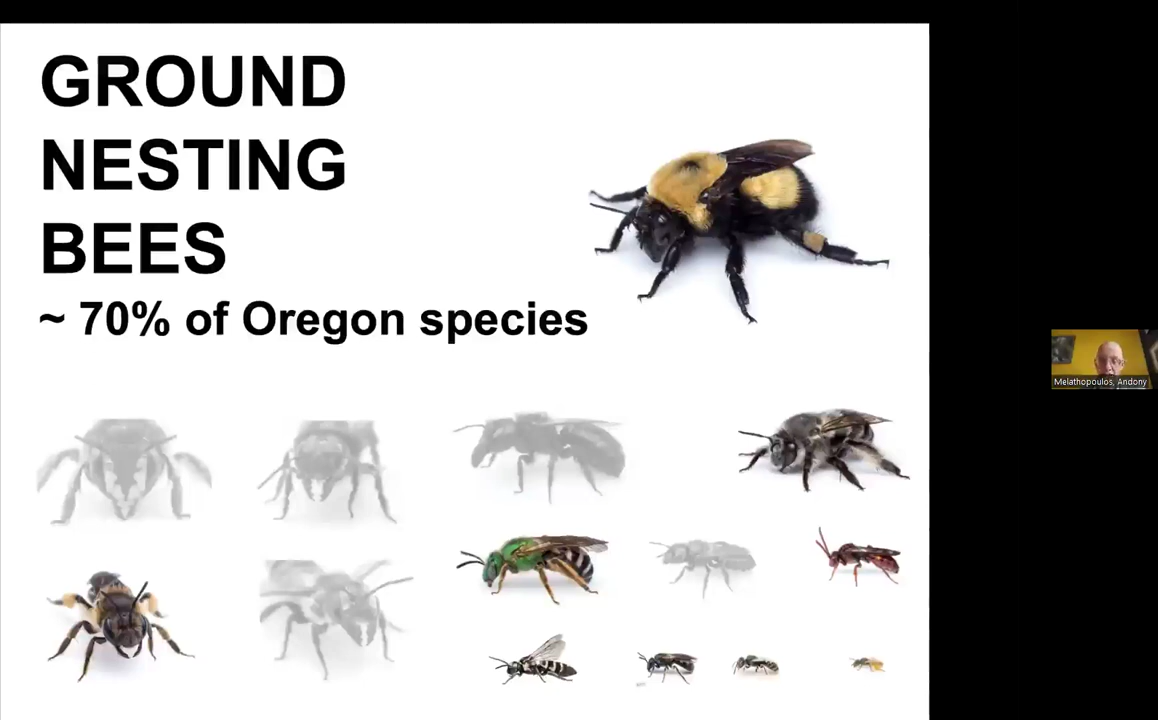 GROUND
NESTING
BEES
~ 70% of Oregon species
Melathopoulos, Andony